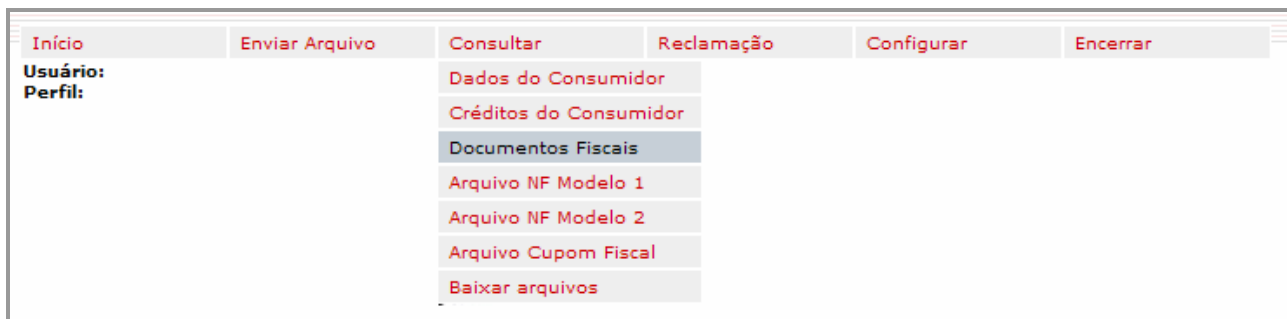 Início Enviar Arquivo Consultar Reclamação Configurar Encerrar
Usuário:
Perfil:
Dados do Consumidor
Créditos do Consumidor
Documentos Fiscais
Arquivo NF Modelo 1
Arquivo NF Modelo 2
Arquivo Cupom Fiscal
Baixar arquivos